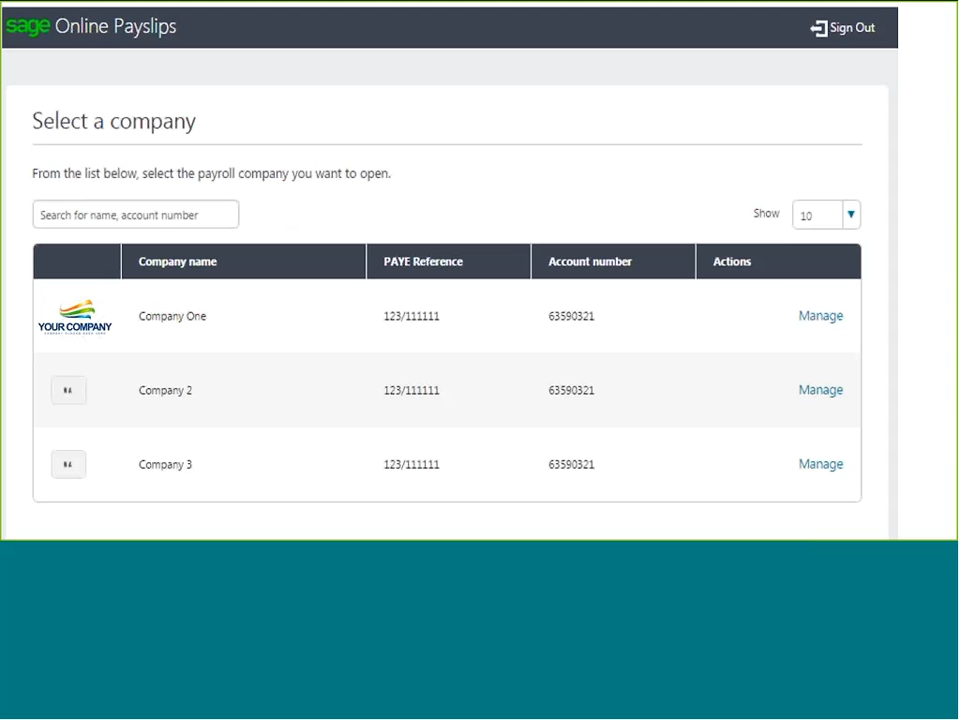 sage Online Payslips
Sign Out
Select a company
From the list below, select the payroll company you want to open.
Search for name, account number
Show 10
Company name PAYE Reference Account number Actions
YOUR COMPANY
Company One 123/111111 63590321 Manage
Company 2 123/111111 63590321 Manage
Company 3 123/111111 63590321 Manage